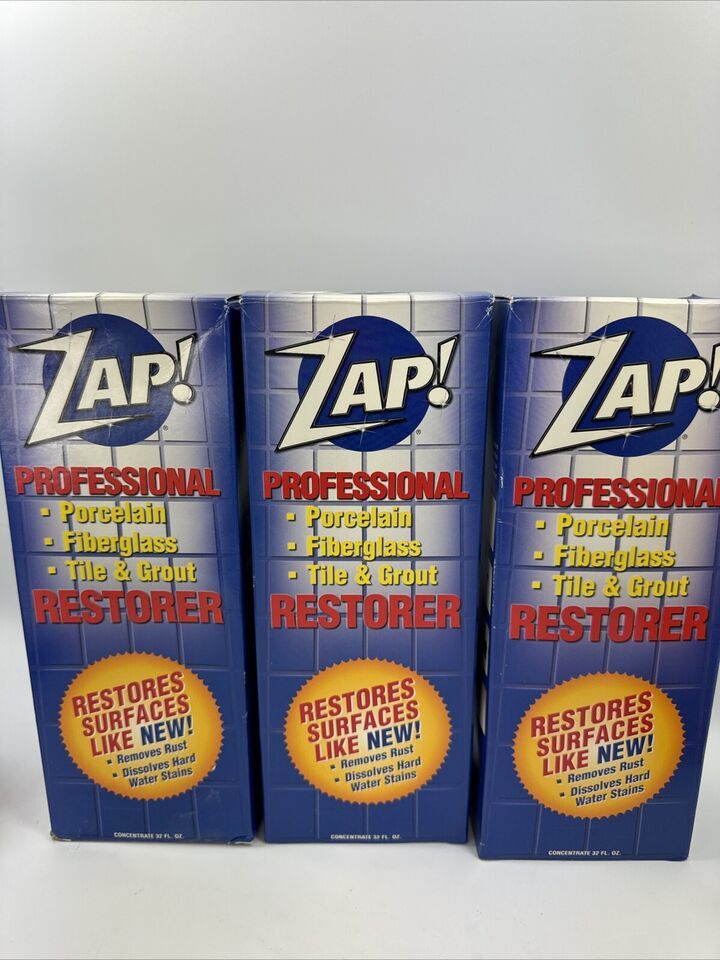 ZAP!
PROFESSIONAL
▪ Porcelain
▪ Fiberglass
▪ Tile & Grout
RESTORER
RESTORES
SURFACES
LIKE NEW!
▪ Removes Rust
▪ Dissolves Hard
Water Stains
CONCENTRATE 32 FL. OZ.
ZAP!
®
PROFESSIONAL
▪ Porcelain
▪ Fiberglass
▪ Tile & Grout
RESTORER
RESTORES
SURFACES
LIKE NEW!
▪ Removes Rust
▪ Dissolves Hard
Water Stains
CONCENTRATE 32 FL. OZ.
ZAP!
PROFESSIONA
▪ Porcelain
▪ Fiberglass
▪ Tile & Grout
RESTORER
RESTORES
SURFACES
LIKE NEW!
▪ Removes Rust
▪ Dissolves Hard
Water Stains
CONCENTRATE 32 FL. OZ.